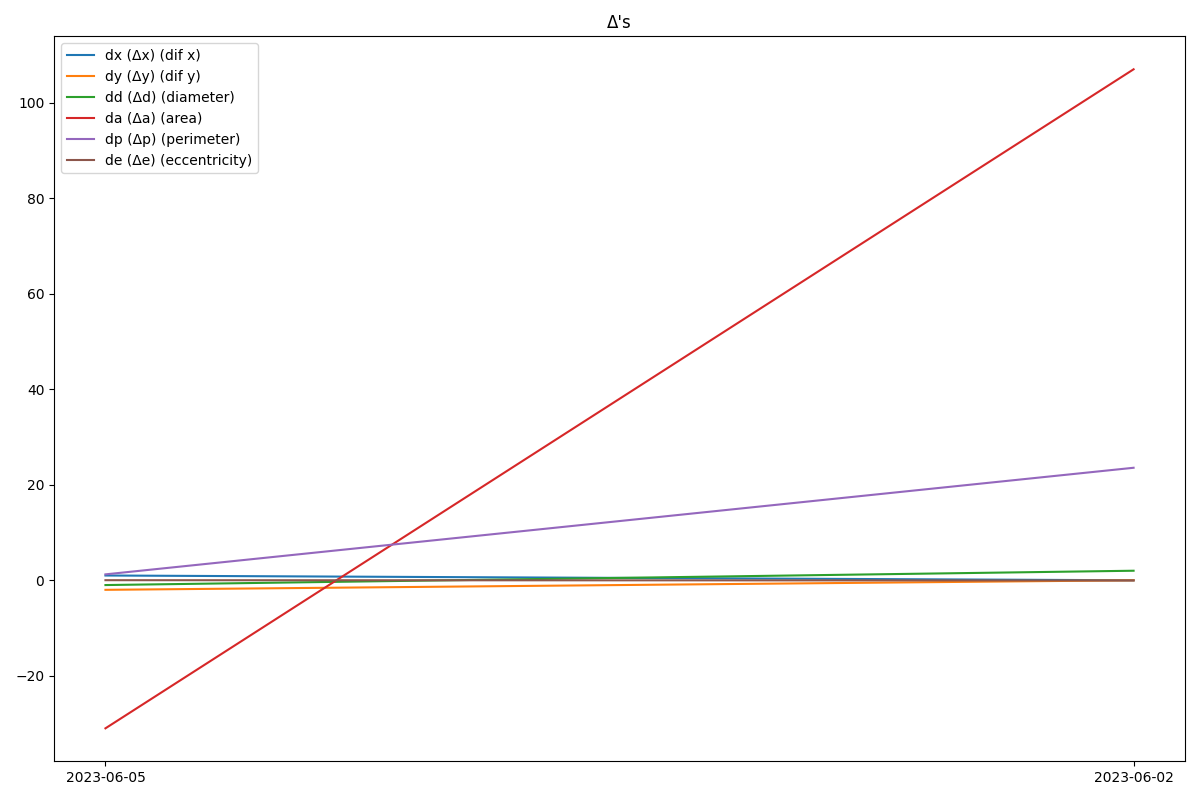 Δ's
dx (Δx) (dif x)
dy (Δy) (dif y)
dd (Δd) (diameter)
da (Δa) (area)
dp (Δp) (perimeter)
de (Δe) (eccentricity)
100
80
60
40
20
0
−20
2023-06-05 2023-06-02